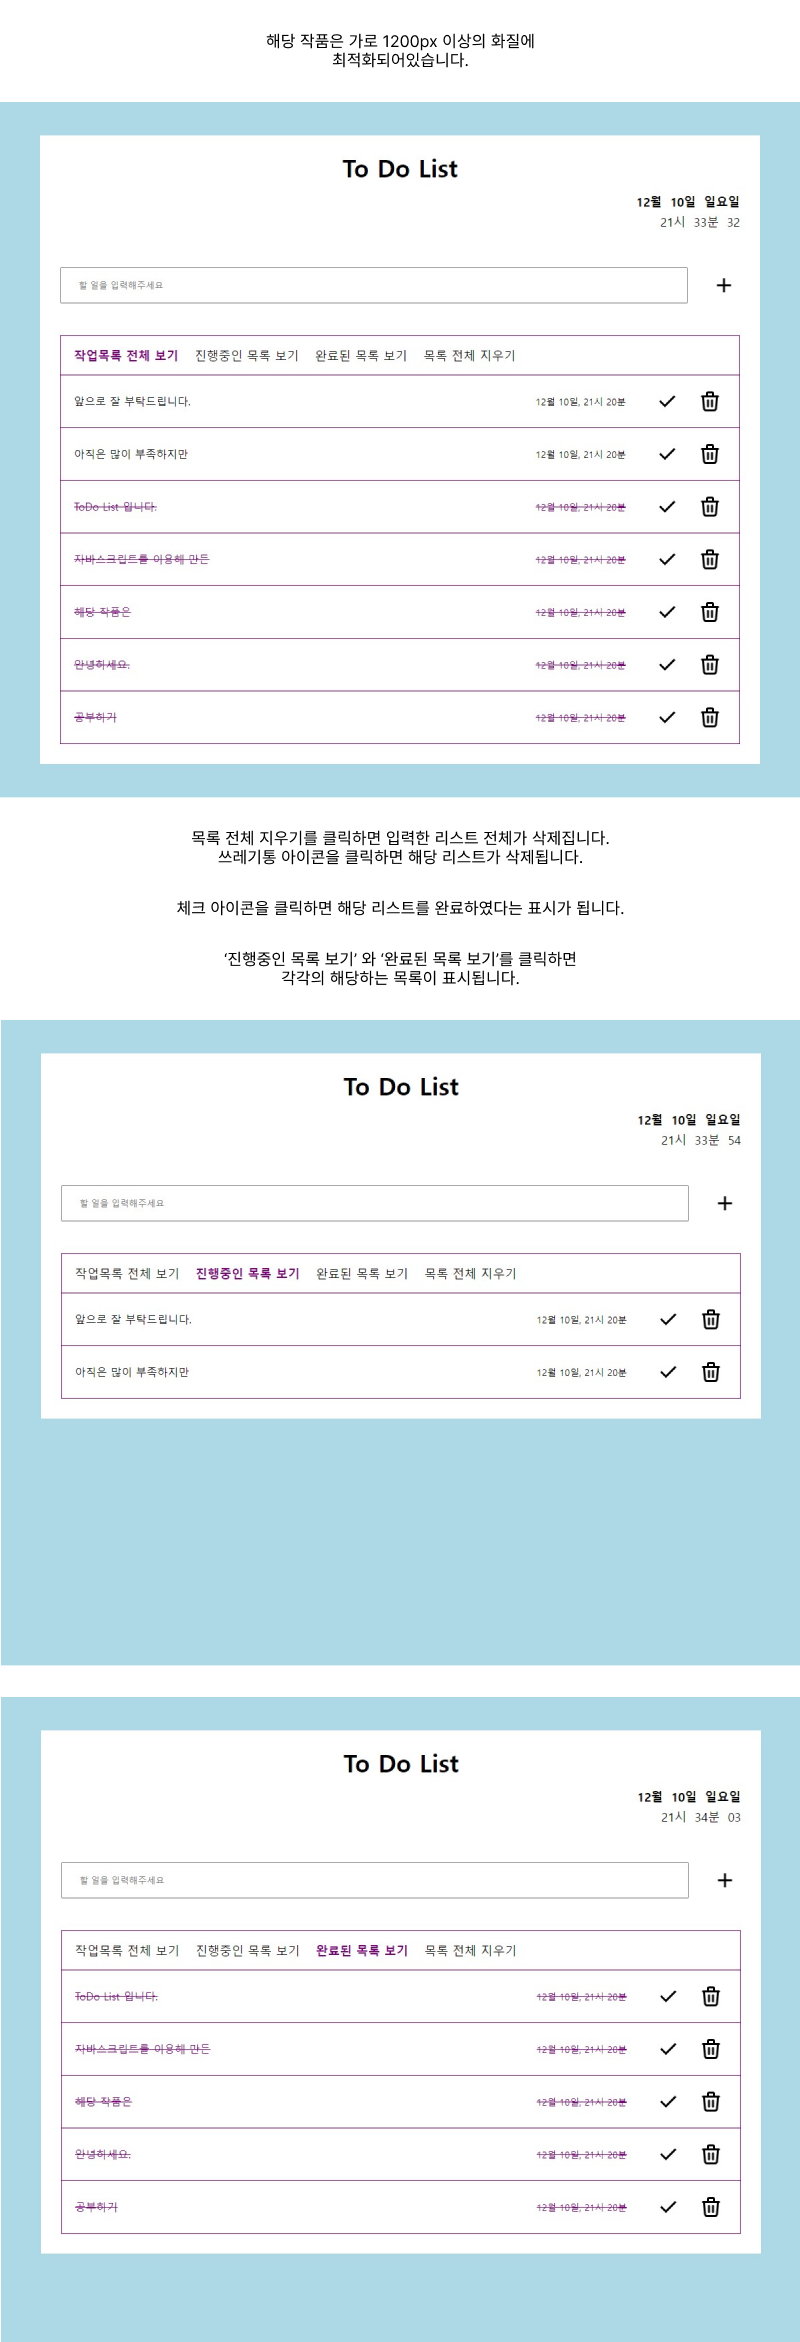 해당 작품은 가로 1200px 이상의 화질에
최적화되어있습니다.
To Do List
12월 10일 일요일
21시 33분 32
할 일을 입력해주세요
+
작업목록 전체 보기 진행중인 목록 보기 완료된 목록 보기 목록 전체 지우기
앞으로 잘 부탁드립니다. 12월 10일, 21시 20분
아직은 많이 부족하지만 12월 10일, 21시 20분
ToDo List 입니다. 12월 10일, 21시 20분
자바스크립트를 이용해 만든 12월 10일, 21시 20분
해당 작품은 12월 10일, 21시 20분
안녕하세요. 12월 10일, 21시 20분
공부하기 12월 10일, 21시 20분
목록 전체 지우기를 클릭하면 입력한 리스트 전체가 삭제집니다.
쓰레기통 아이콘을 클릭하면 해당 리스트가 삭제됩니다.
체크 아이콘을 클릭하면 해당 리스트를 완료하였다는 표시가 됩니다.
‘진행중인 목록 보기’ 와 ‘완료된 목록 보기’를 클릭하면
각각의 해당하는 목록이 표시됩니다.
To Do List
12월 10일 일요일
21시 33분 54
할 일을 입력해주세요
+
작업목록 전체 보기 진행중인 목록 보기 완료된 목록 보기 목록 전체 지우기
앞으로 잘 부탁드립니다. 12월 10일, 21시 20분
아직은 많이 부족하지만 12월 10일, 21시 20분
To Do List
12월 10일 일요일
21시 34분 03
할 일을 입력해주세요
+
작업목록 전체 보기 진행중인 목록 보기 완료된 목록 보기 목록 전체 지우기
ToDo List 입니다. 12월 10일, 21시 20분
자바스크립트를 이용해 만든 12월 10일, 21시 20분
해당 작품은 12월 10일, 21시 20분
안녕하세요. 12월 10일, 21시 20분
공부하기 12월 10일, 21시 20분